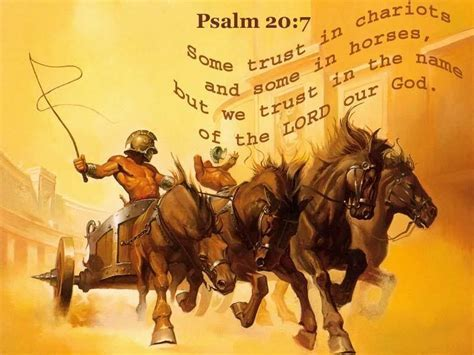 Psalm 20:7
Some trust in chariots
and some in horses,
but we trust in the name
of the LORD our God.